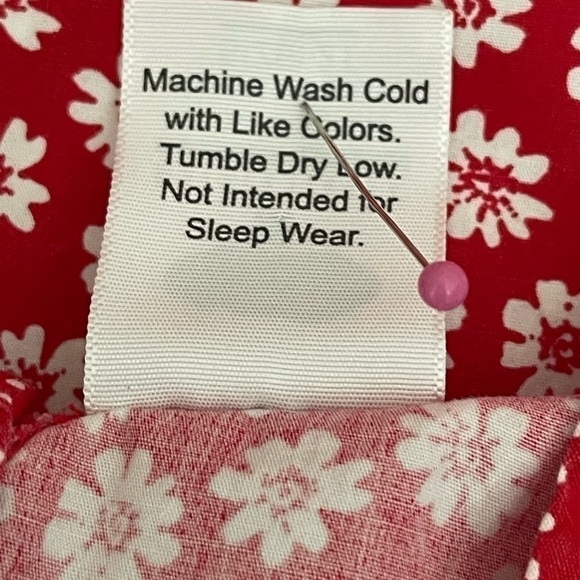 Machine Wash Cold
with Like Colors.
Tumble Dry Low.
Not Intended for
Sleep Wear.